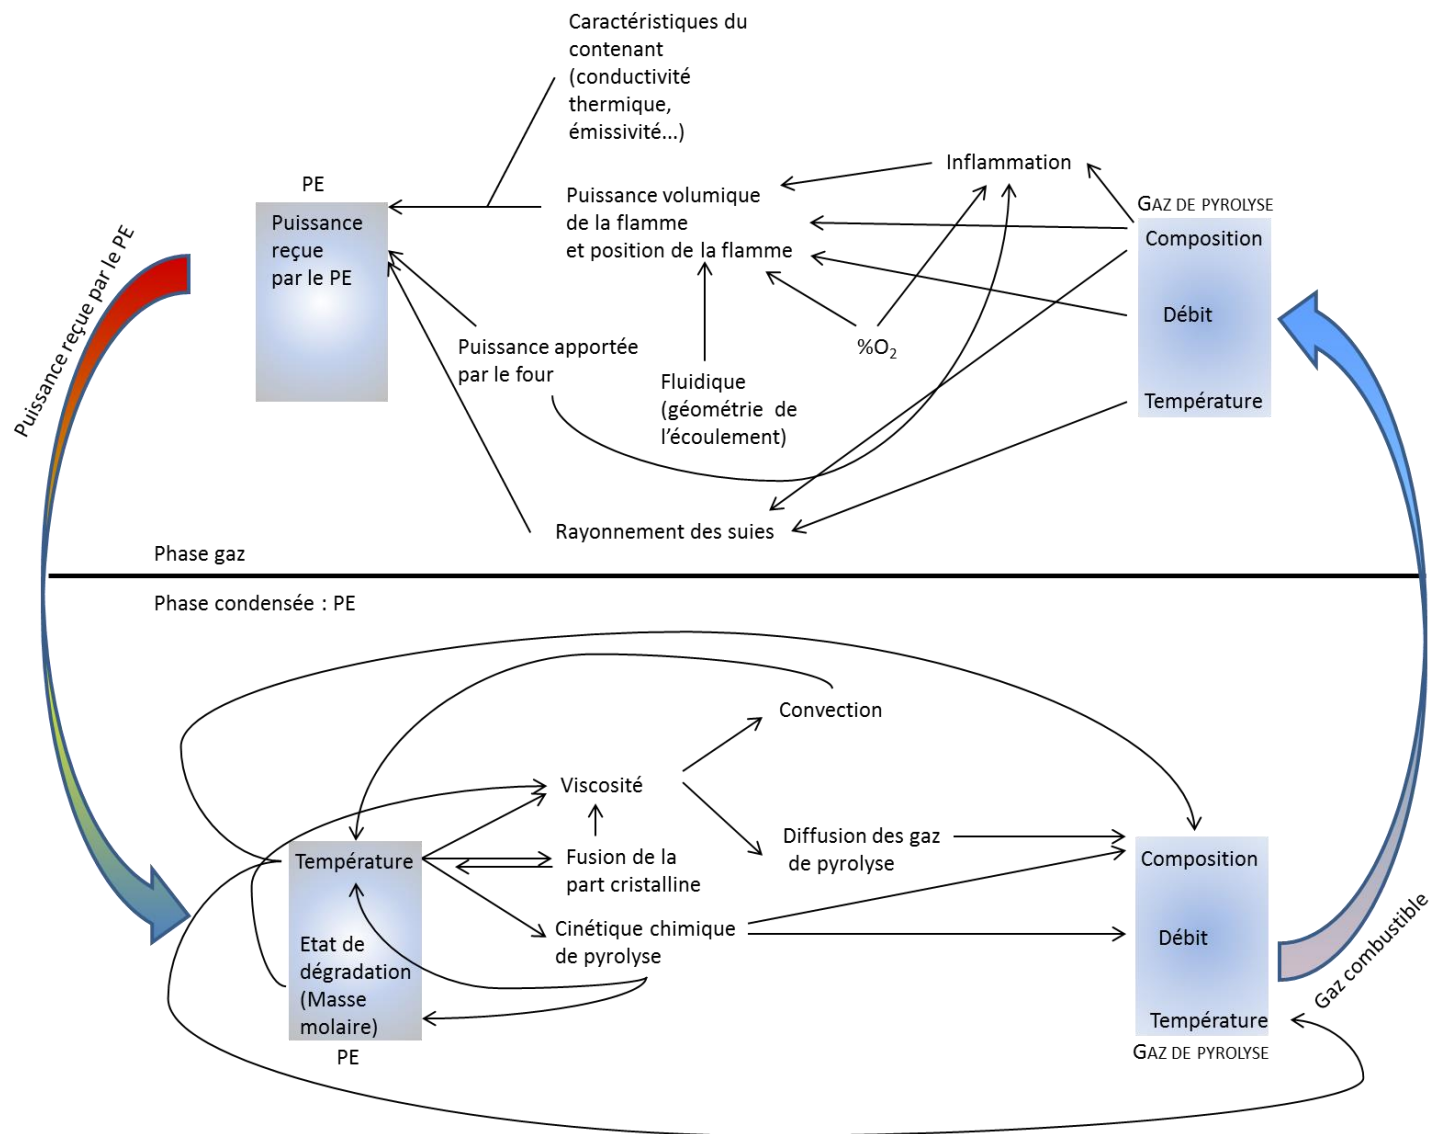 Caractéristiques du
contenant
(conductivité
thermique,
émissivité...)
Inflammation
PE
Puissance
reçue
par le PE
Puissance volumique
de la flamme
et position de la flamme
GAZ DE PYROLYSE
Composition
Débit
Température
Puissance reçue par le PE
Puissance apportée
par le four
%O₂
Fluidique
(géométrie de
l’écoulement)
Rayonnement des suies
Phase gaz
Phase condensée : PE
Convection
Viscosité
Diffusion des gaz
de pyrolyse
Température
Fusion de la
part cristalline
Cinétique chimique
de pyrolyse
Etat de
dégradation
(Masse
molaire)
PE
Composition
Débit
Température
GAZ DE PYROLYSE
Gaz combustible